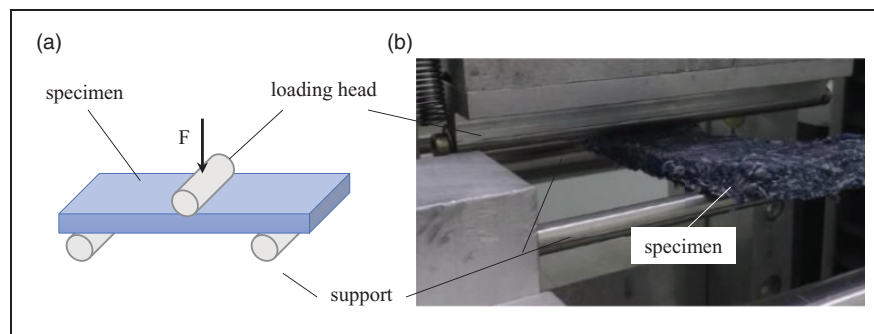 (a)
(b)
specimen
loading head
F
specimen
support